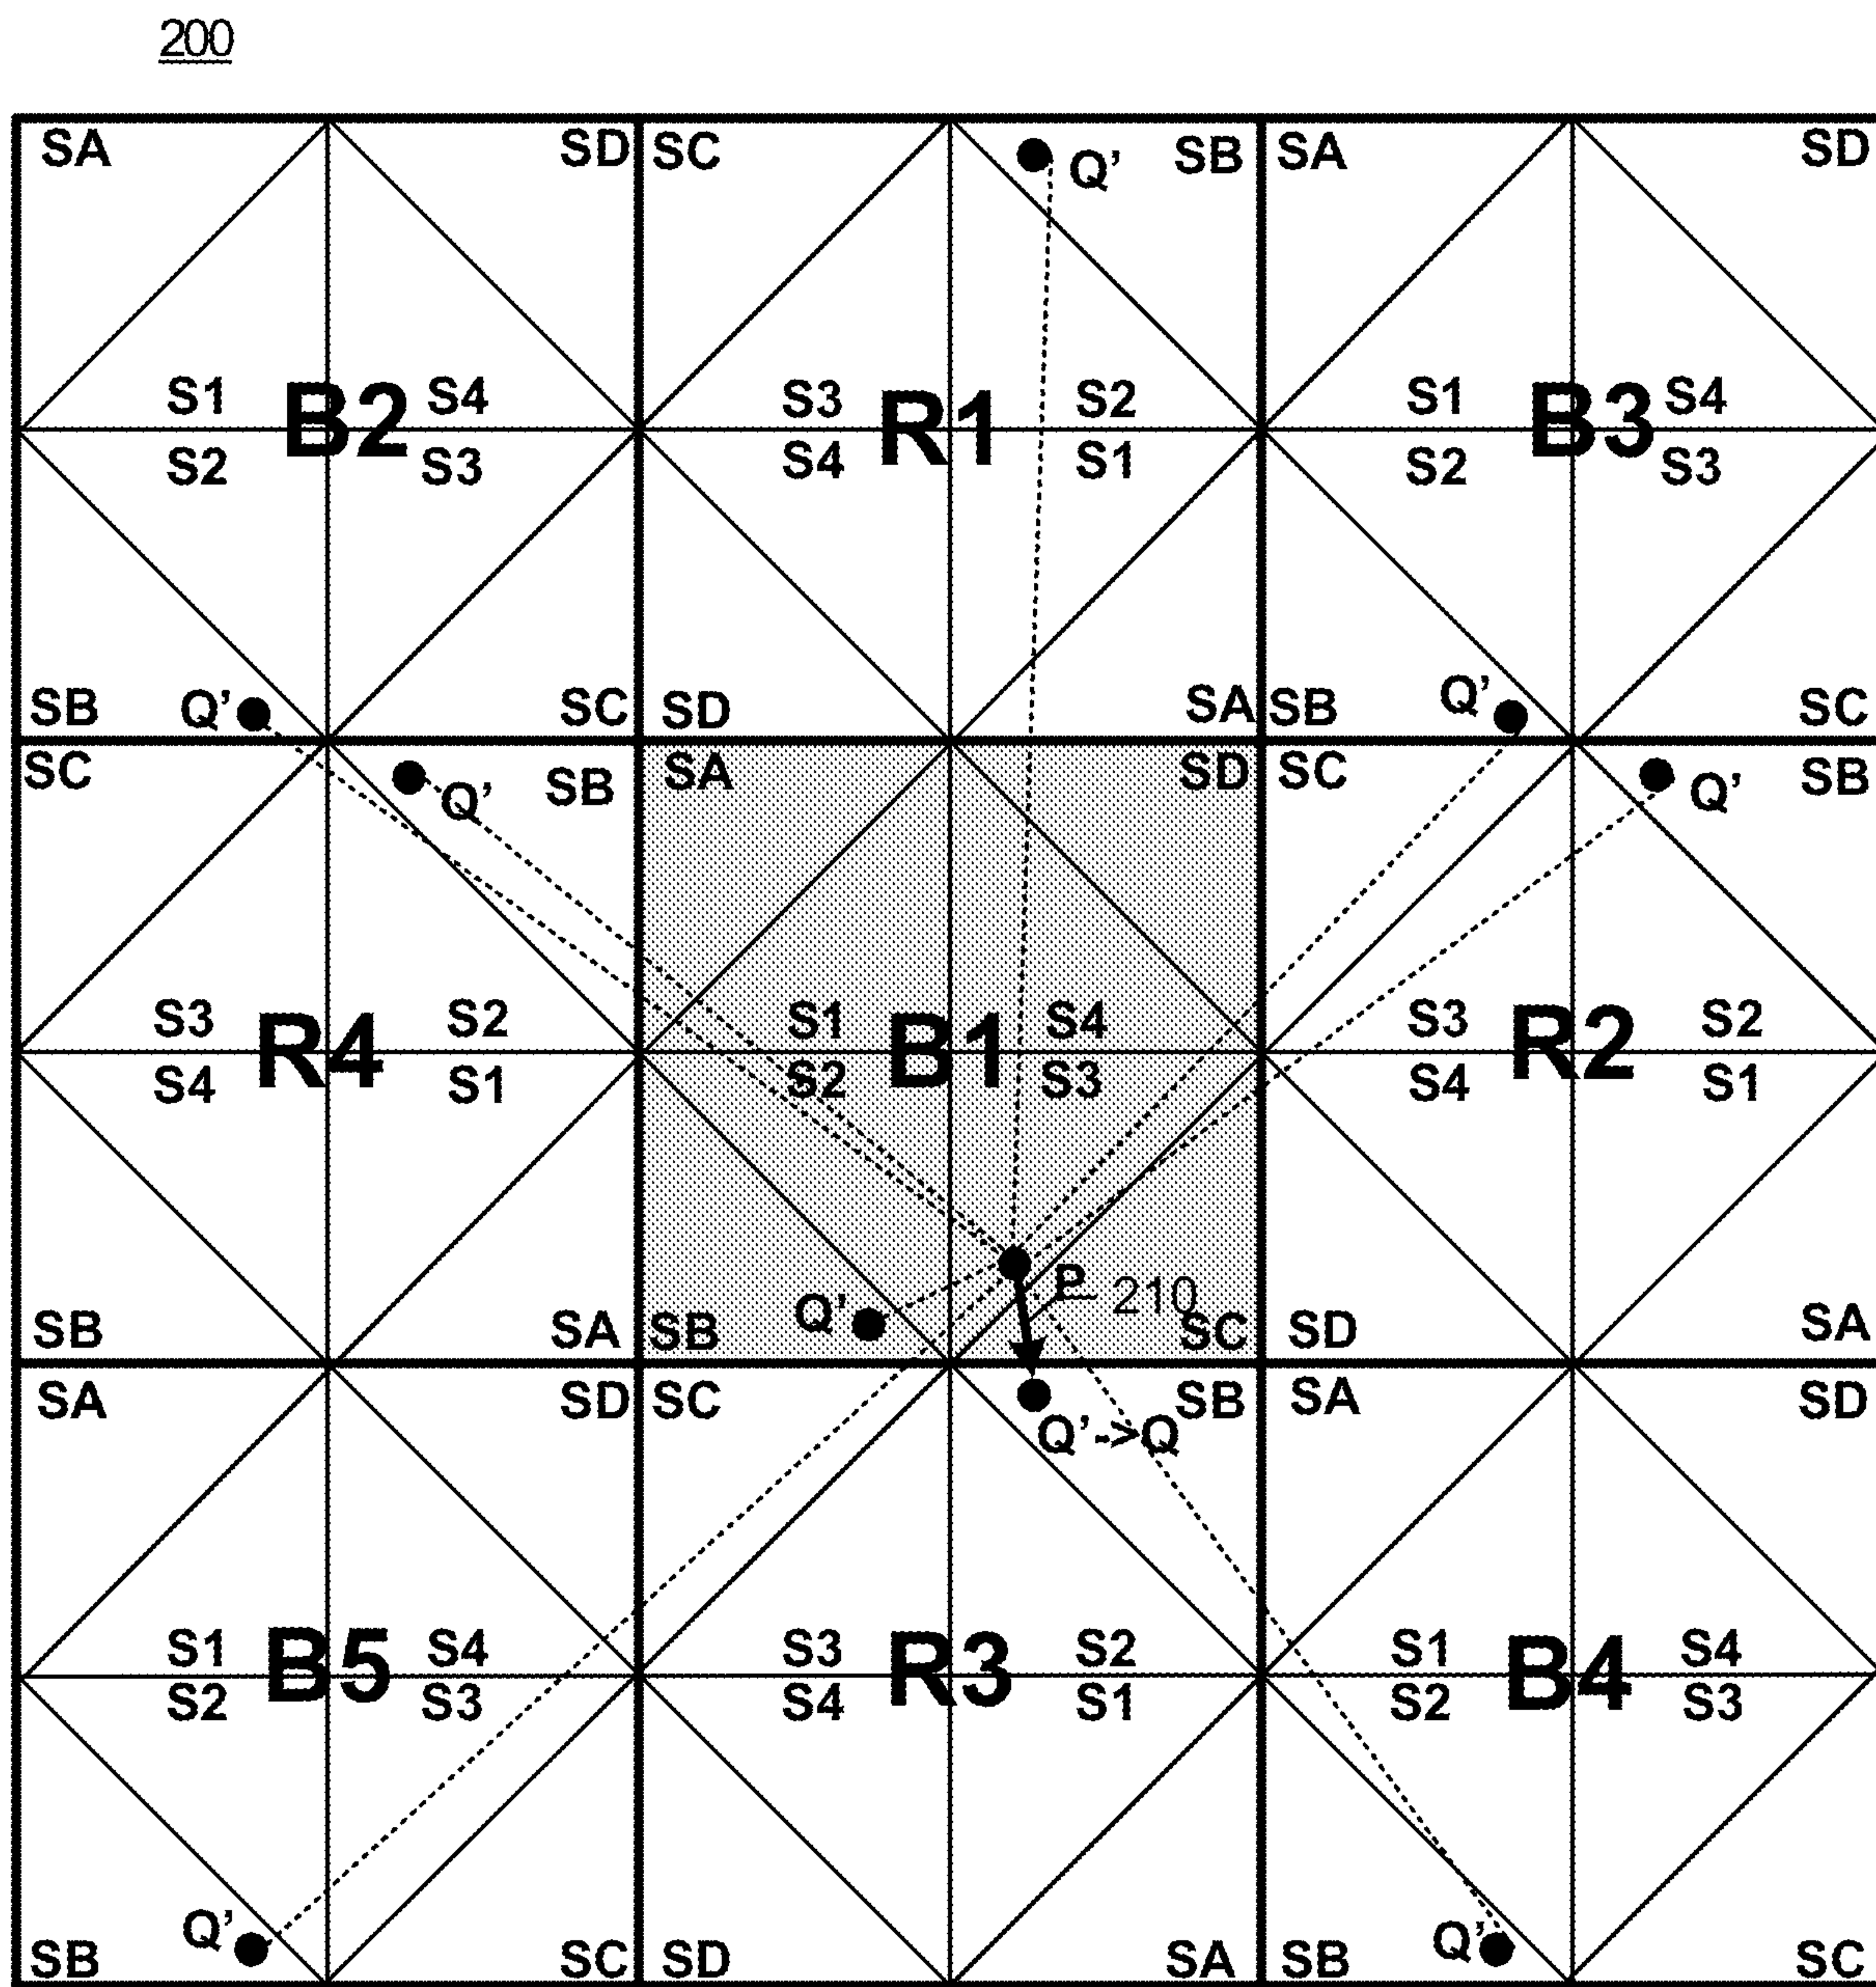 200
SA SD SC Q’ SB SA SD
S1 B2 S4 S3 R1 S2 S1 B3 S4
S2 S3 S4 S1 S2 S3
SB Q’ SC SD SA SB Q’ SC
SC Q’ SB SA SD SC Q’ SB
S3 R4 S2 S1 B1 S4 S3 R2 S2
S4 S1 S2 S3 S4 S1
SB SA SB Q’ P 210 SC SD SA
SA SD SC Q’->Q SB SA SD
S1 B5 S4 S3 R3 S2 S1 B4 S4
S2 S3 S4 S1 S2 S3
SB Q’ SC SD SA SB Q’ SC